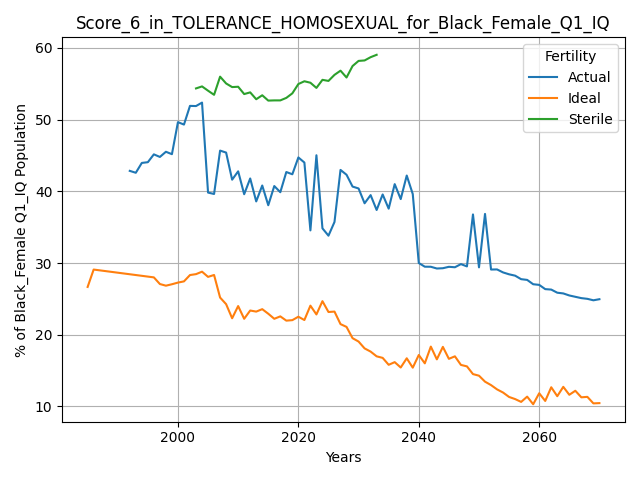 Score_6_in_TOLERANCE_HOMOSEXUAL_for_Black_Female_Q1_IQ
Fertility
Actual
Ideal
Sterile
% of Black_Female Q1_IQ Population
60
50
40
30
20
10
2000
2020
2040
2060
Years